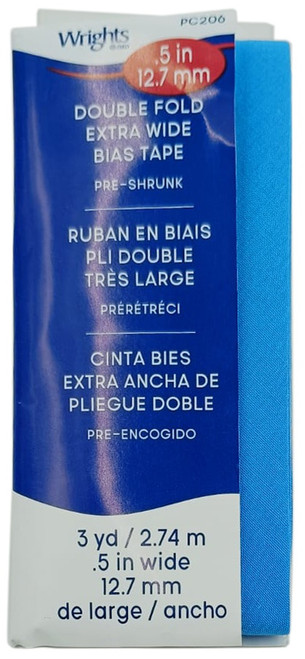 PC206
Wrights
.5 in
12.7 mm
DOUBLE FOLD
EXTRA WIDE
BIAS TAPE
PRE-SHRUNK
RUBAN EN BIAIS
PLI DOUBLE
TRÈS LARGE
PRÉRÉTRÉCI
CINTA BIES
EXTRA ANCHA DE
PLIEGUE DOBLE
PRE-ENCOGIDO
3 yd / 2.74 m
.5 in wide
12.7 mm
de large / ancho